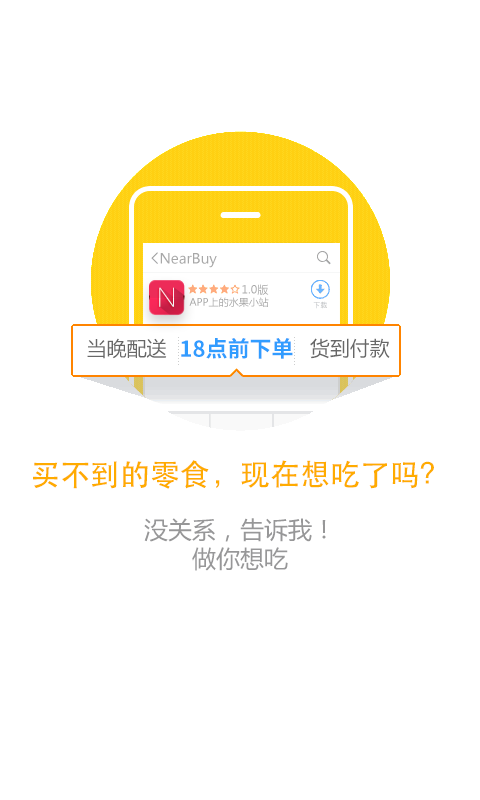 NearBuy
1.0版
APP上的水果小站
下载
当晚配送 18点前下单 货到付款
买不到的零食，现在想吃了吗？
没关系，告诉我！
做你想吃